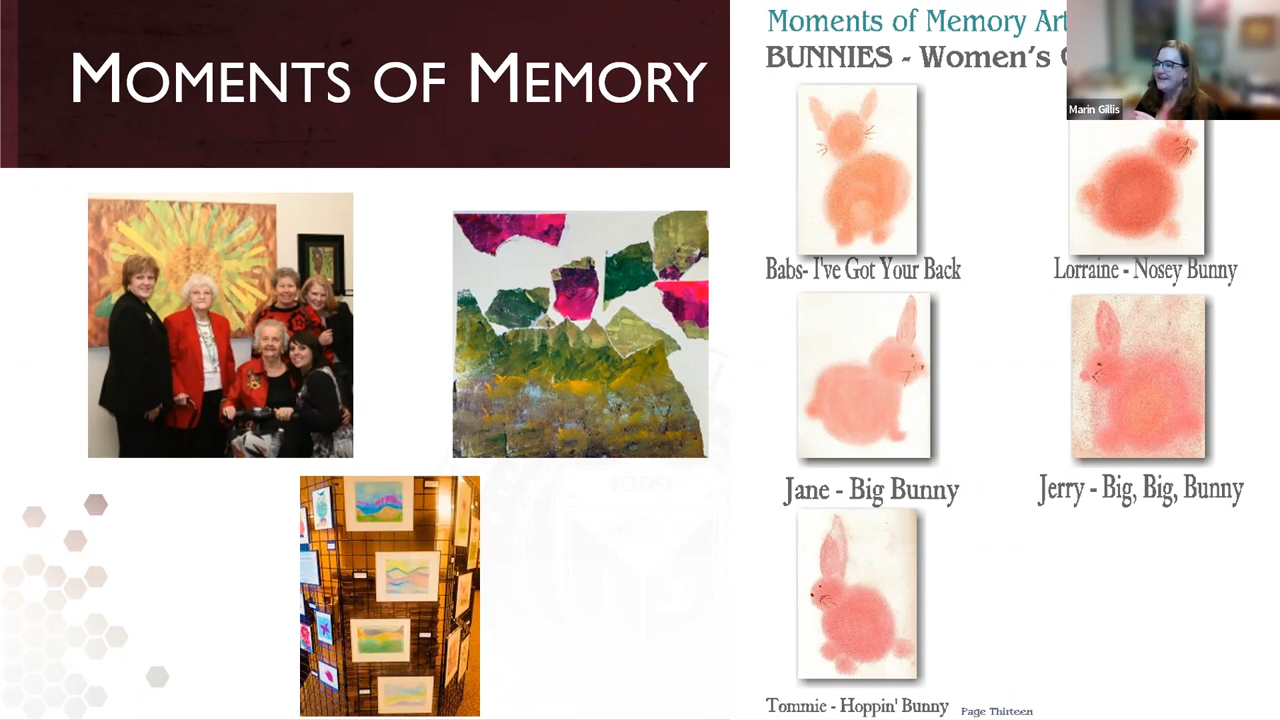 MOMENTS OF MEMORY
Moments of Memory Art
BUNNIES - Women's
Marin Gillis
Babs- I've Got Your Back
Lorraine - Nosey Bunny
Jane - Big Bunny
Jerry - Big, Big, Bunny
Tommie - Hoppin' Bunny
Page Thirteen